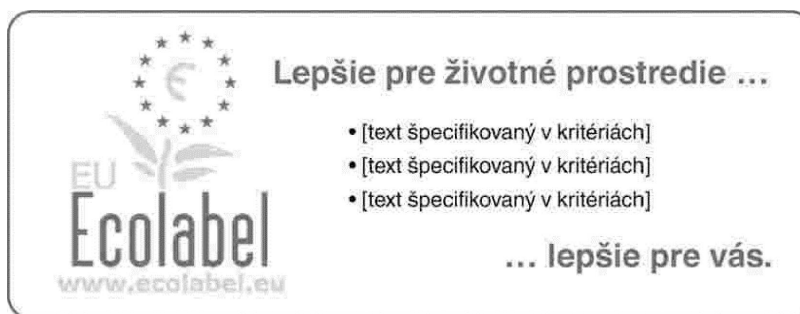 Lepšie pre životné prostredie …
• [text špecifikovaný v kritériách]
• [text špecifikovaný v kritériách]
• [text špecifikovaný v kritériách]
… lepšie pre vás.
EU
Ecolabel
www.ecolabel.eu